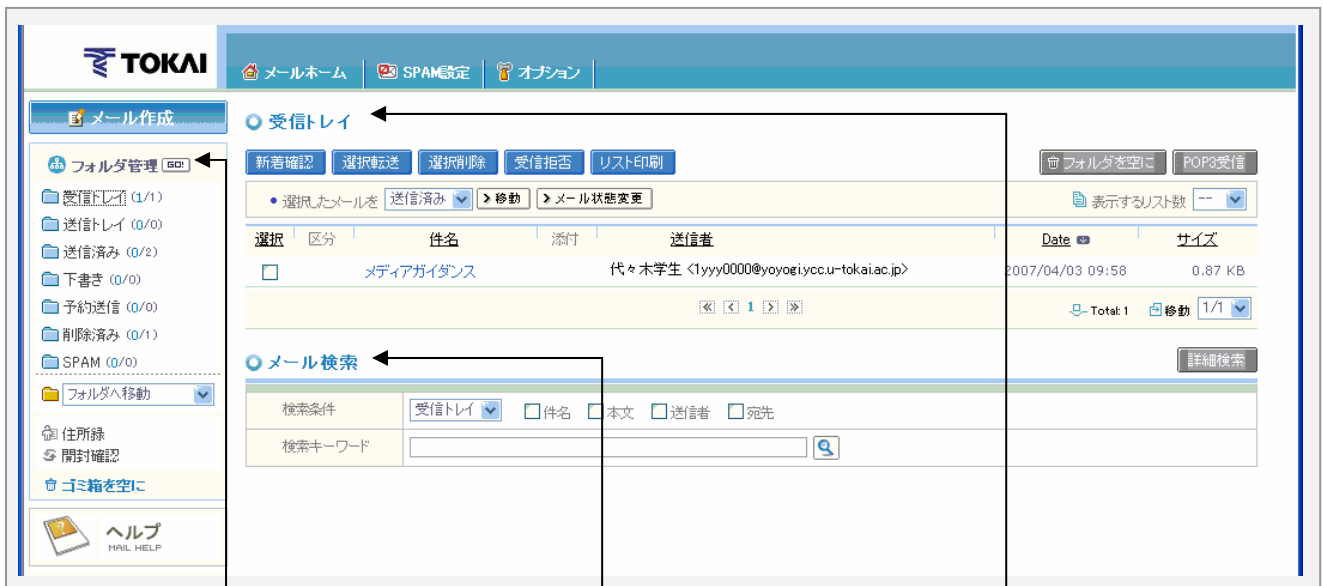 TOKAI
メールホーム SPAM設定 オプション
メール作成
フォルダ管理 GO!
受信トレイ (1/1)
送信トレイ (0/0)
送信済み (0/2)
下書き (0/0)
予約送信 (0/0)
削除済み (0/1)
SPAM (0/0)
フォルダへ移動
住所録
開封確認
ゴミ箱を空に
ヘルプ
MAIL HELP
受信トレイ
新着確認 選択転送 選択削除 受信拒否 リスト印刷 フォルダを空に POP3受信
選択したメールを 送信済み 移動 メール状態変更 表示するリスト数 --
選択 区分 件名 添付 送信者 Date サイズ
メディアガイダンス 代々木学生 <1yyy0000@yoyogi.ycc.u-tokai.ac.jp> 2007/04/03 09:58 0.87 KB
1 Total: 1 移動 1/1
メール検索 詳細検索
検索条件 受信トレイ 件名 本文 送信者 宛先
検索キーワード